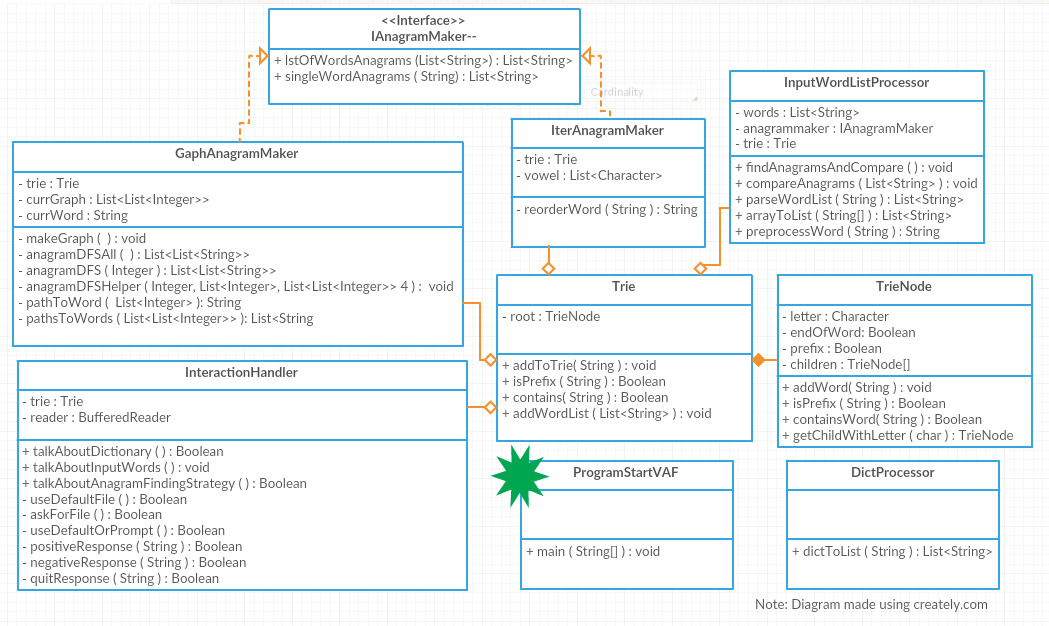 <<Interface>>
IAnagramMaker--
+ lstOfWordsAnagrams (List<String>) : List<String>
+ singleWordAnagrams ( String) : List<String>
Cardinality
InputWordListProcessor
- words : List<String>
- anagrammaker : IAnagramMaker
- trie : Trie
+ findAnagramsAndCompare ( ) : void
+ compareAnagrams ( List<String> ) : void
+ parseWordList ( String ) : List<String>
+ arrayToList ( String[] ) : List<String>
+ preprocessWord ( String ) : String
IterAnagramMaker
- trie : Trie
- vowel : List<Character>
- reorderWord ( String ) : String
GaphAnagramMaker
- trie : Trie
- currGraph : List<List<Integer>>
- currWord : String
- makeGraph ( ) : void
- anagramDFSAll ( ) : List<List<String>>
- anagramDFS ( Integer ) : List<List<String>>
- anagramDFSHelper ( Integer, List<Integer>, List<List<Integer>> 4 ) : void
- pathToWord ( List<Integer> ): String
- pathsToWords ( List<List<Integer>> ): List<String
Trie
- root : TrieNode
+ addToTrie( String ) : void
+ isPrefix ( String ) : Boolean
+ contains( String ) : Boolean
+ addWordList ( List<String> ) : void
TrieNode
- letter : Character
- endOfWord: Boolean
- prefix : Boolean
- children : TrieNode[]
+ addWord( String ) : void
+ isPrefix ( String ) : Boolean
+ containsWord( String ) : Boolean
+ getChildWithLetter ( char ) : TrieNode
InteractionHandler
- trie : Trie
- reader : BufferedReader
+ talkAboutDictionary ( ) : Boolean
+ talkAboutInputWords ( ) : void
+ talkAboutAnagramFindingStrategy ( ) : Boolean
- useDefaultFile ( ) : Boolean
- askForFile ( ) : Boolean
- useDefaultOrPrompt ( ) : Boolean
- positiveResponse ( String ) : Boolean
- negativeResponse ( String ) : Boolean
- quitResponse ( String ) : Boolean
ProgramStartVAF
+ main ( String[] ) : void
DictProcessor
+ dictToList ( String ) : List<String>
Note: Diagram made using creately.com